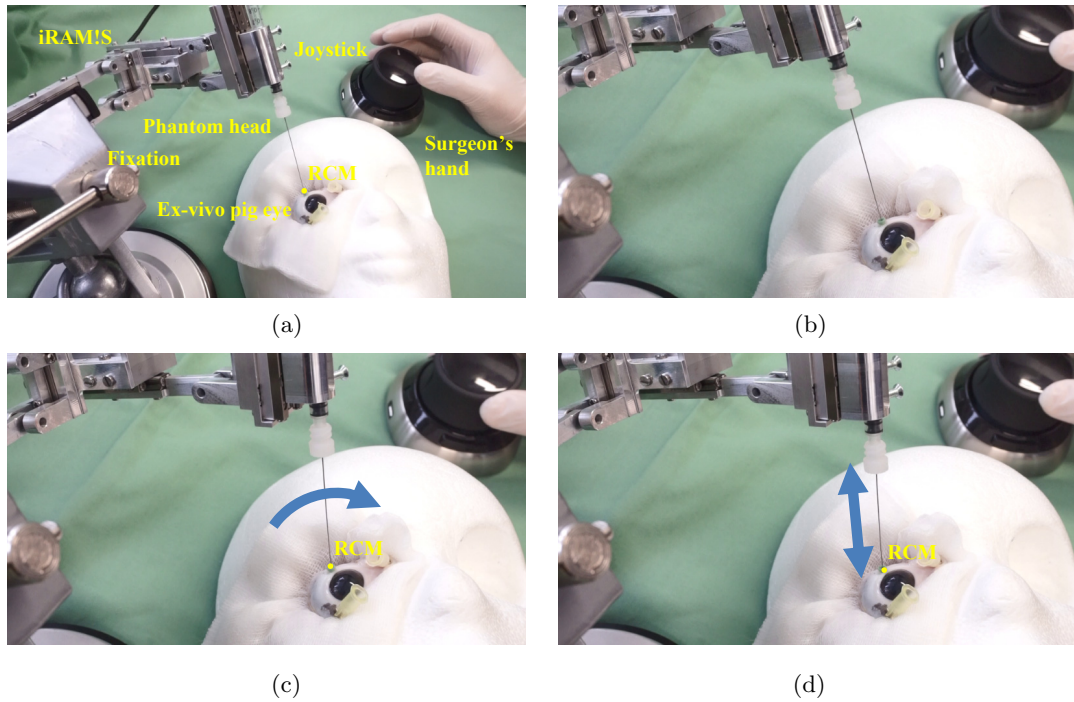 iRAM!S
Joystick
Phantom head
Surgeon's
hand
Fixation
RCM
Ex-vivo pig eye
(a)
(b)
RCM
(c)
RCM
(d)